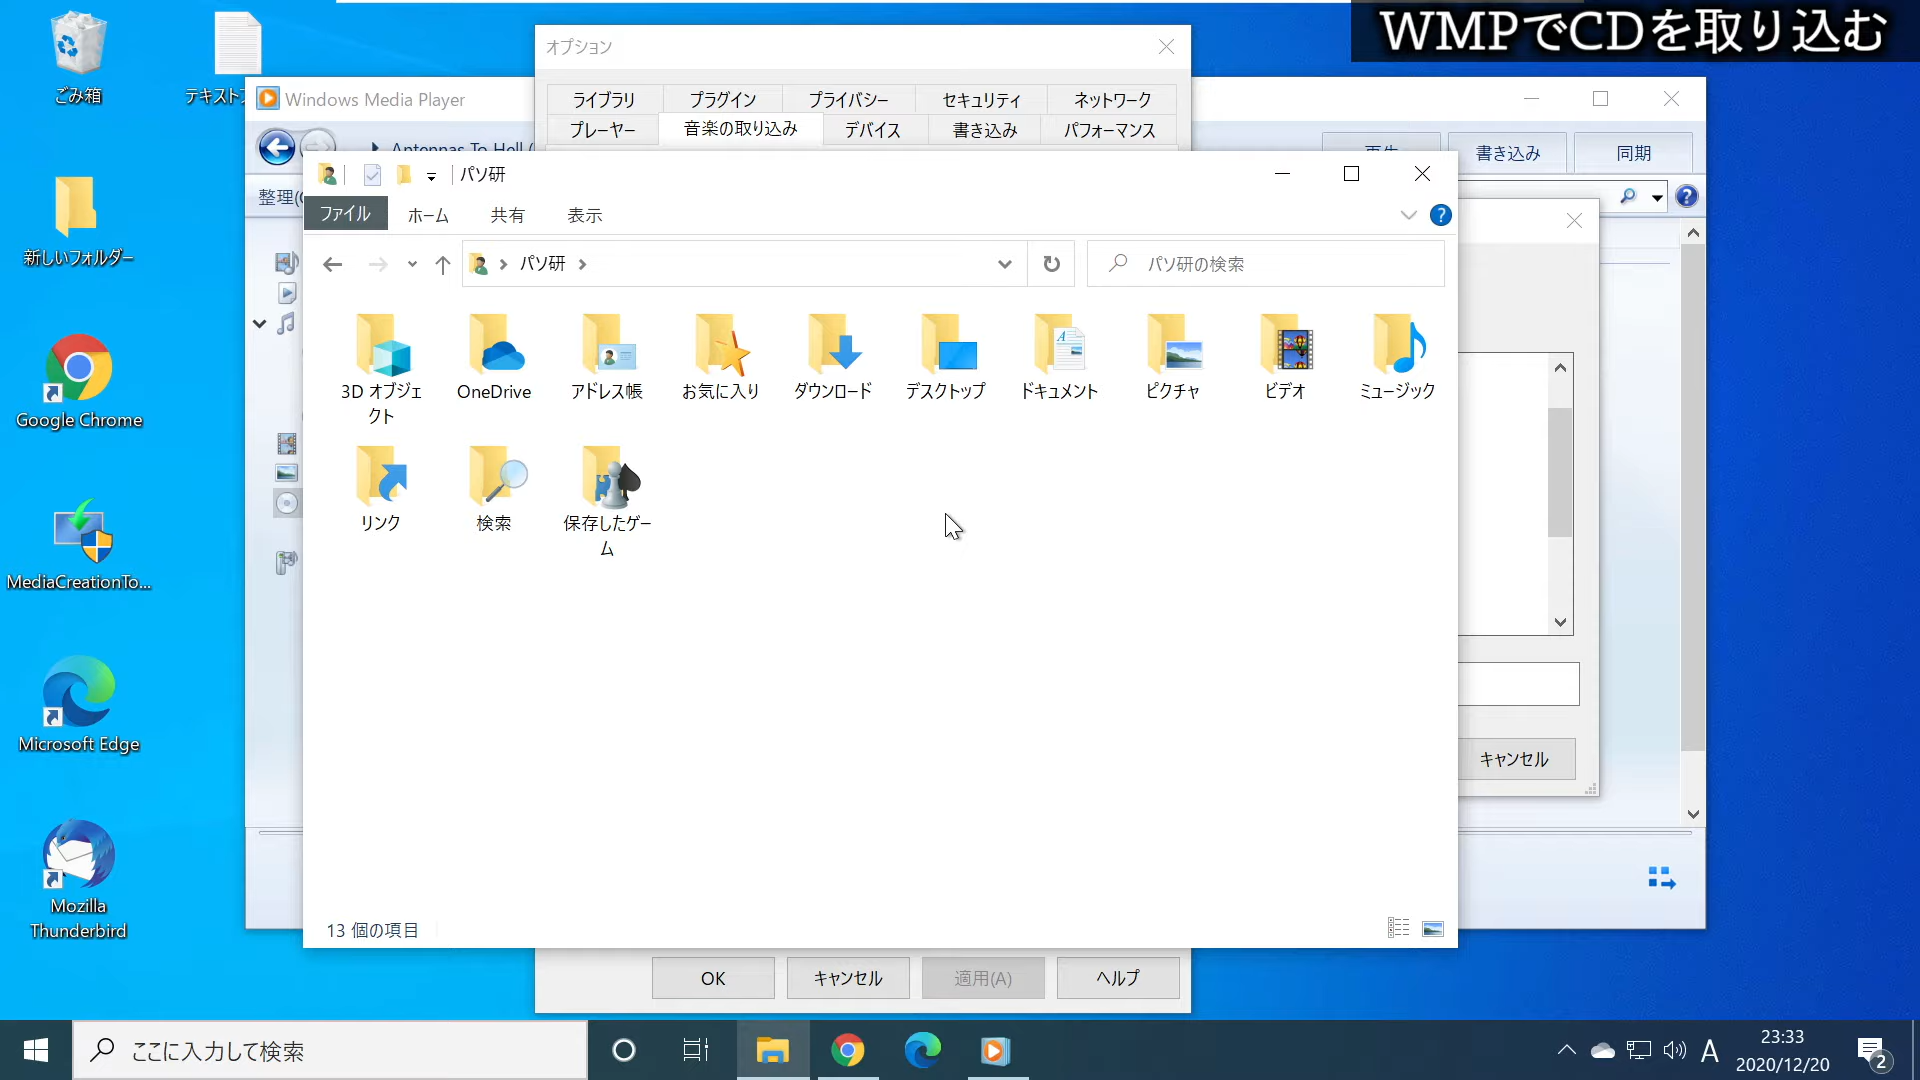 WMPでCDを取り込む
ごみ箱
テキストフ
新しいフォルダー
Google Chrome
MediaCreationTo...
Microsoft Edge
Mozilla
Thunderbird
オプション
ライブラリ
プラグイン
プライバシー
セキュリティ
ネットワーク
プレーヤー
音楽の取り込み
デバイス
書き込み
パフォーマンス
Windows Media Player
Antennas To Hell (
再生
書き込み
同期
整理(
パソ研
ファイル
ホーム
共有
表示
パソ研
パソ研の検索
3D オブジェ
クト
OneDrive
アドレス帳
お気に入り
ダウンロード
デスクトップ
ドキュメント
ピクチャ
ビデオ
ミュージック
リンク
検索
保存したゲー
ム
13 個の項目
キャンセル
OK
キャンセル
適用(A)
ヘルプ
ここに入力して検索
A
23:33
2020/12/20
2